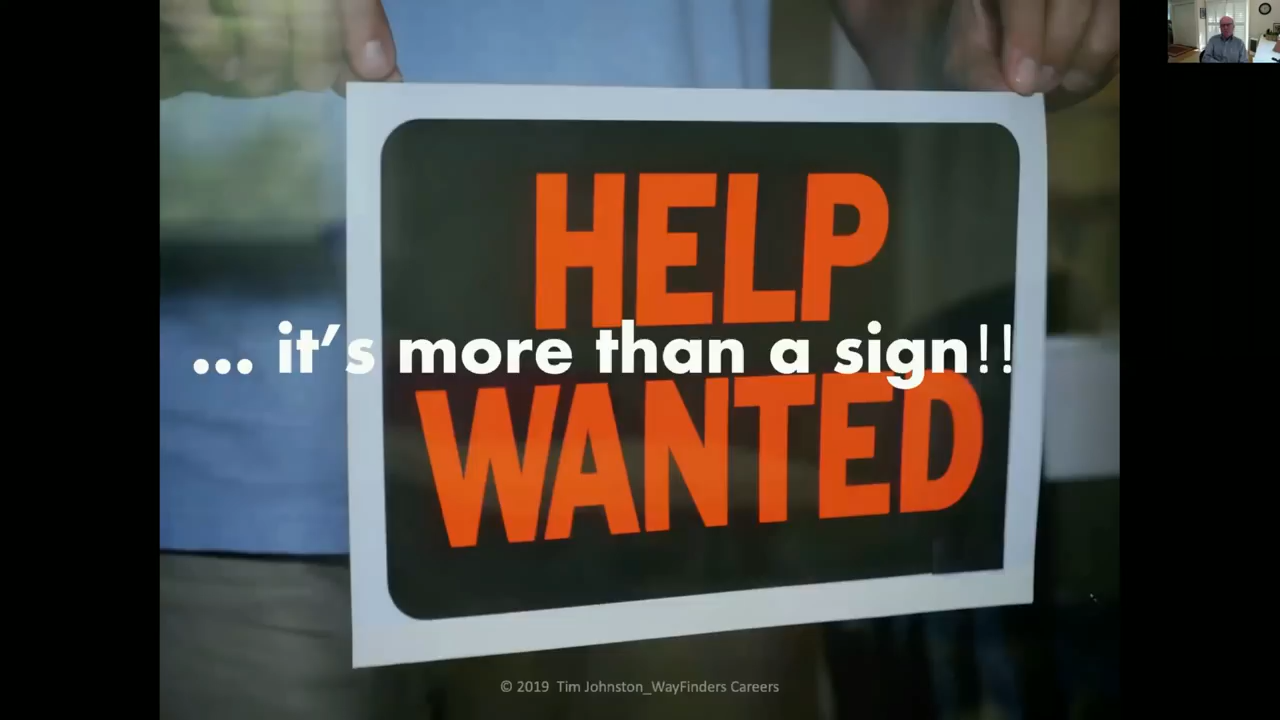 HELP
... it's more than a sign!!
WANTED
© 2019 Tim Johnston_WayFinders Careers